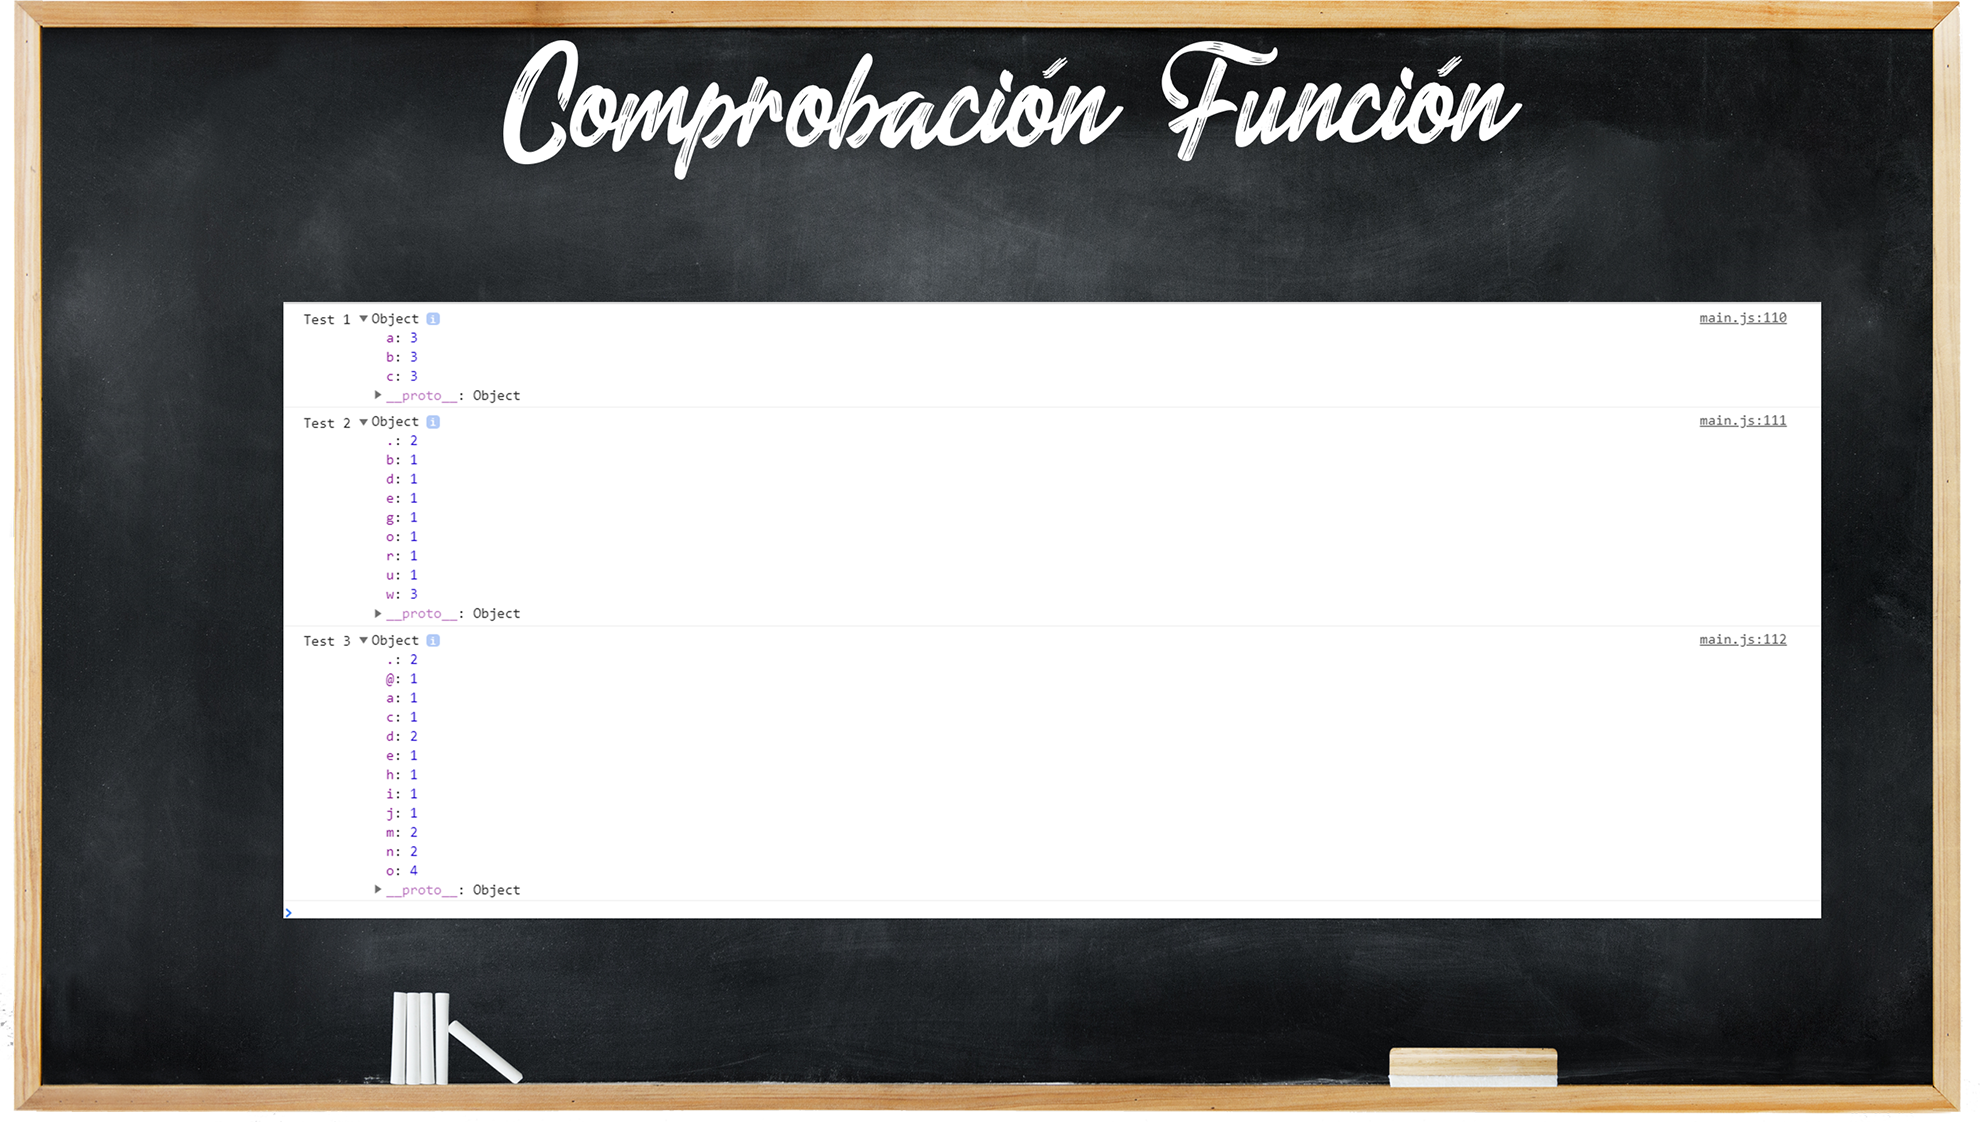 Comprobación Función
Test 1 ▼Object i main.js:110
a: 3
b: 3
c: 3
▶__proto__: Object
Test 2 ▼Object i main.js:111
.: 2
b: 1
d: 1
e: 1
g: 1
o: 1
r: 1
u: 1
w: 3
▶__proto__: Object
Test 3 ▼Object i main.js:112
.: 2
@: 1
a: 1
c: 1
d: 2
e: 1
h: 1
i: 1
j: 1
m: 2
n: 2
o: 4
▶__proto__: Object
>